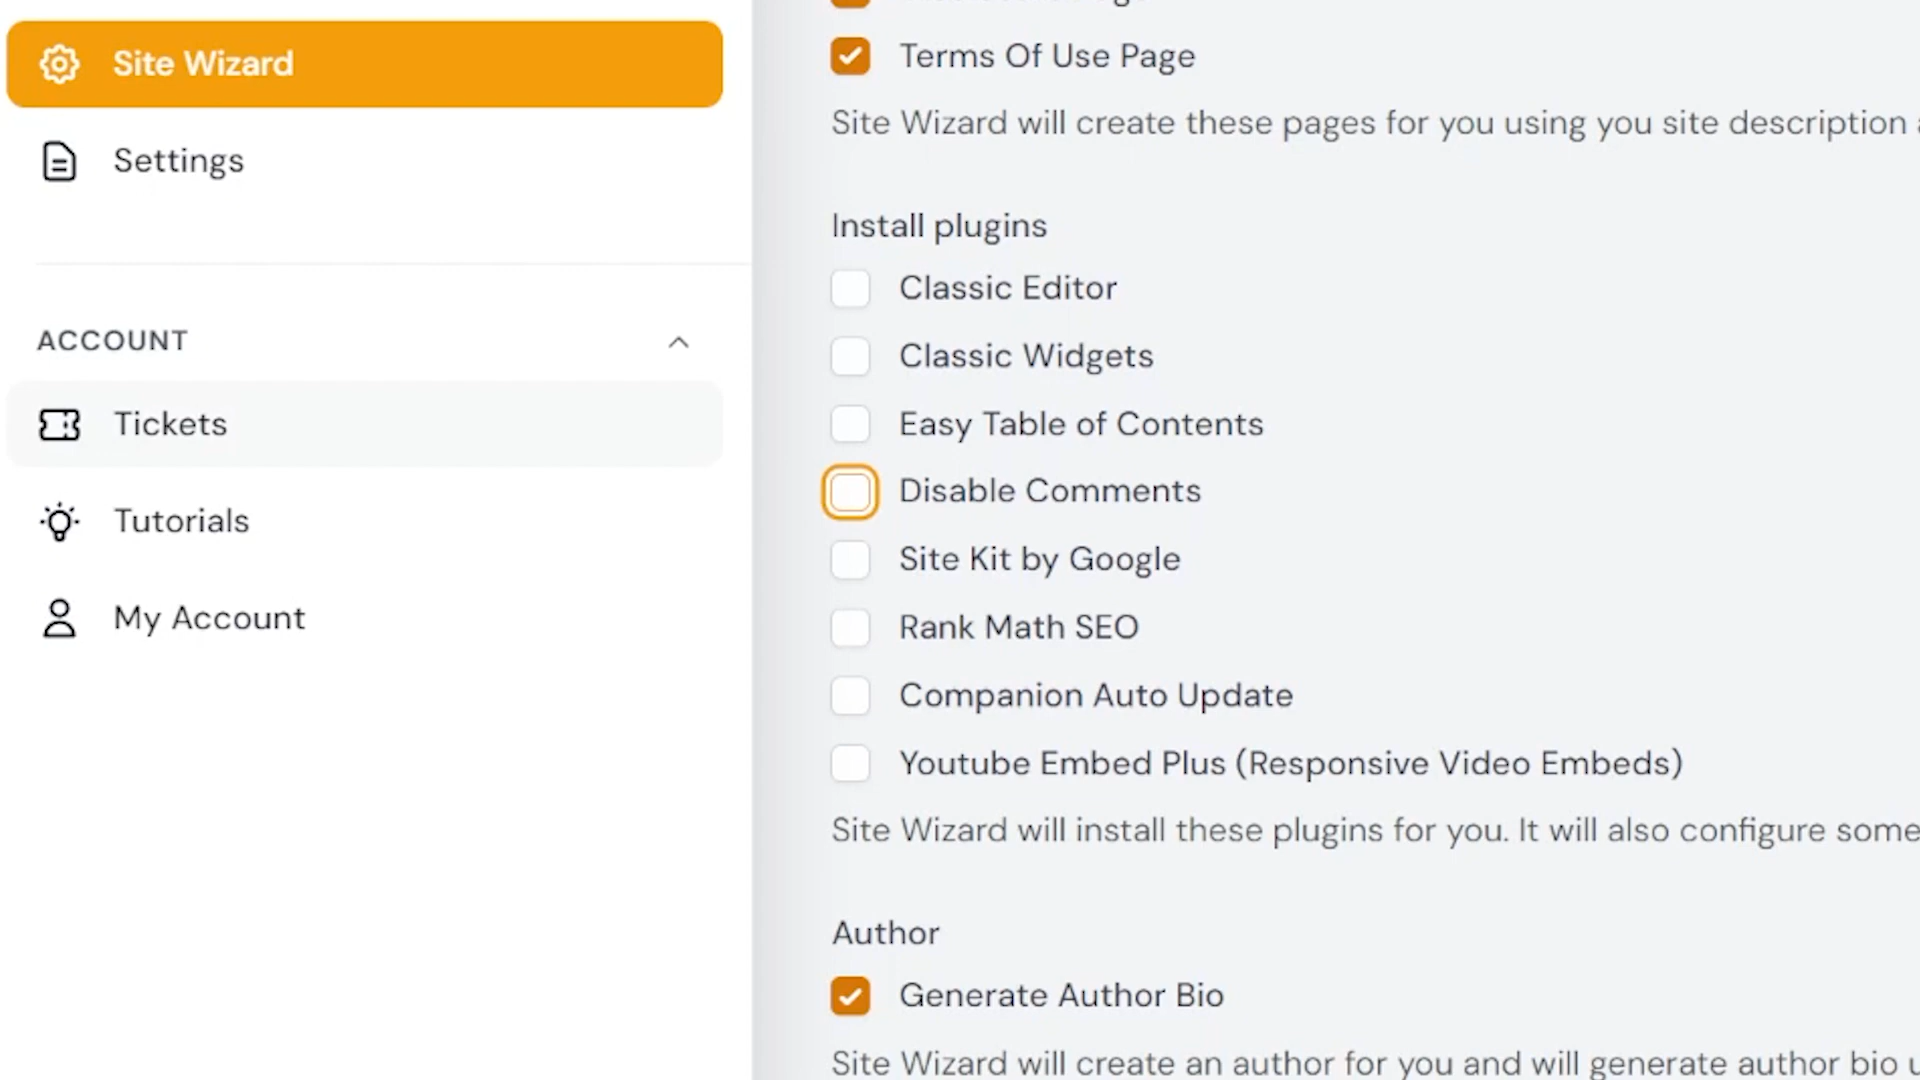 Site Wizard
Settings
ACCOUNT
Tickets
Tutorials
My Account
Terms Of Use Page
Site Wizard will create these pages for you using you site description
Install plugins
Classic Editor
Classic Widgets
Easy Table of Contents
Disable Comments
Site Kit by Google
Rank Math SEO
Companion Auto Update
Youtube Embed Plus (Responsive Video Embeds)
Site Wizard will install these plugins for you. It will also configure some
Author
Generate Author Bio
Site Wizard will create an author for you and will generate author bio